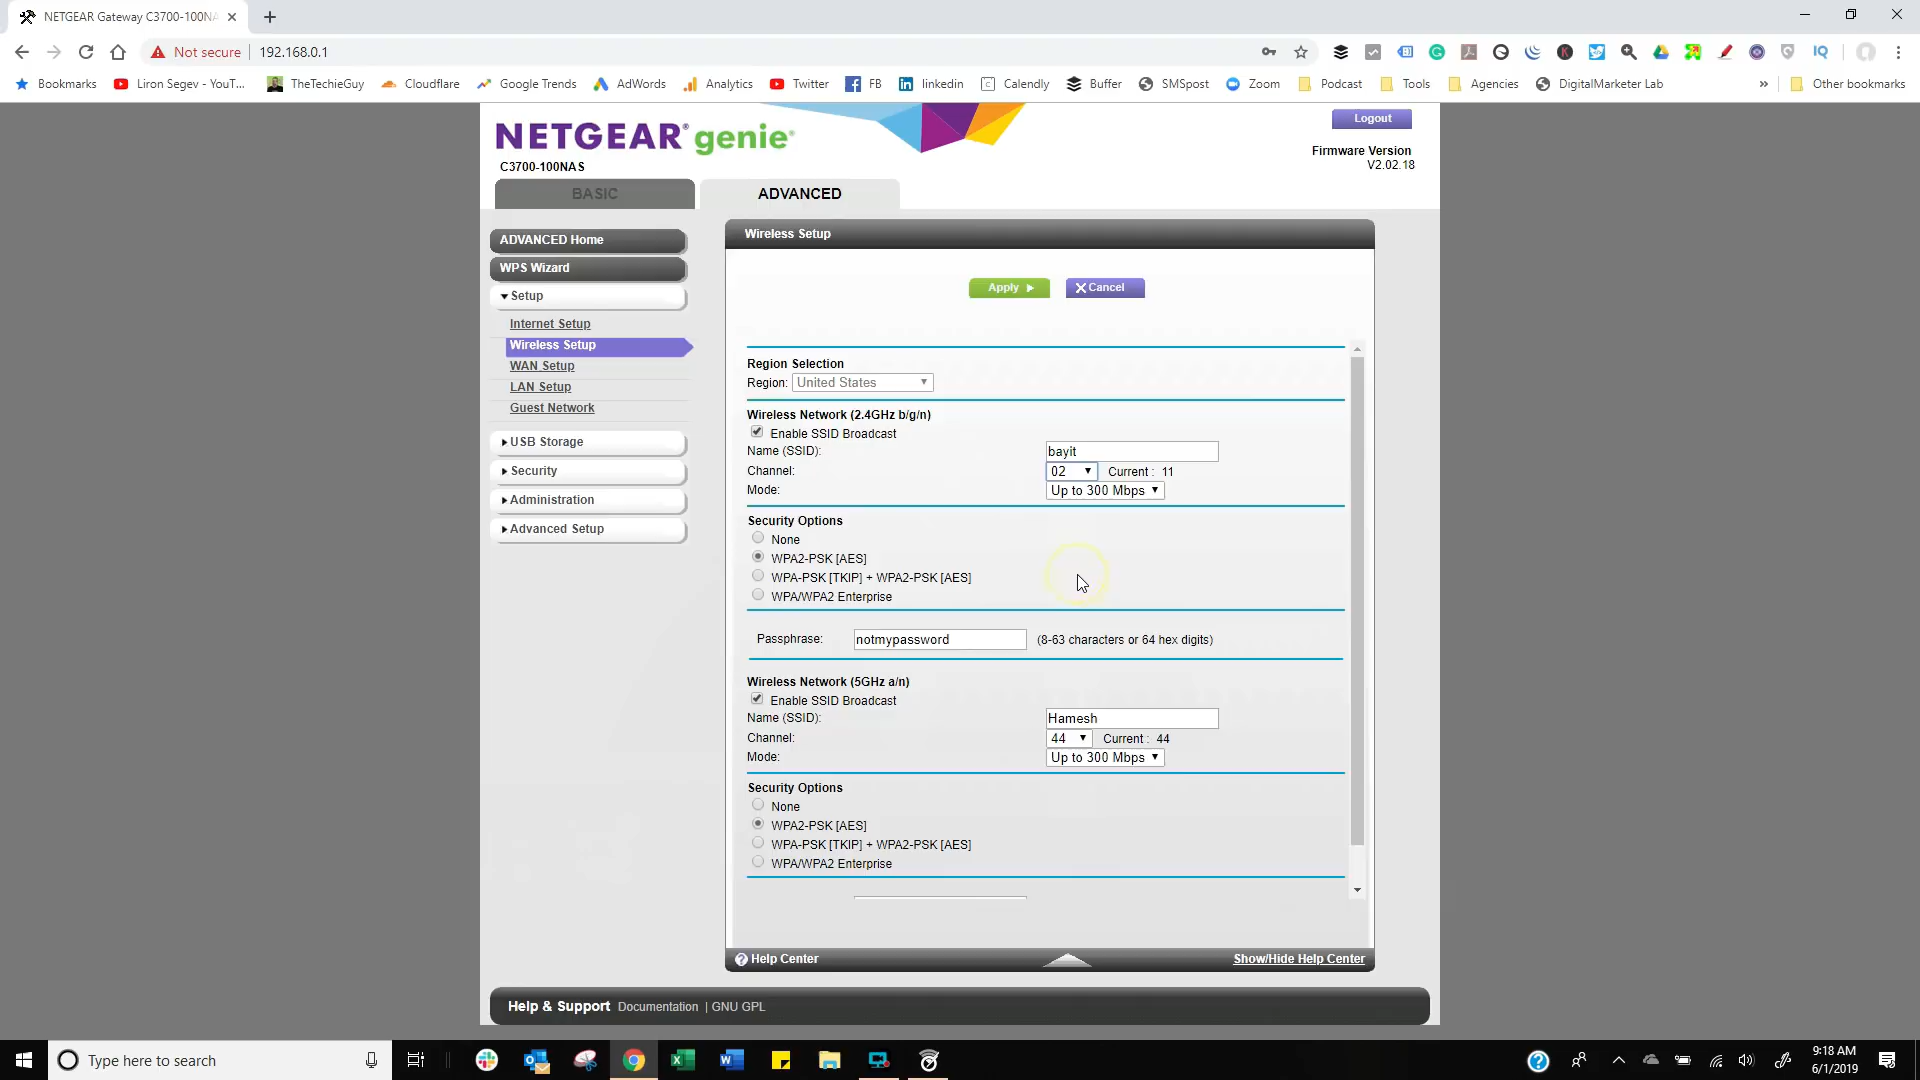 NETGEAR Gateway C3700-100NA
Not secure 192.168.0.1
Bookmarks Liron Segev - YouT... TheTechieGuy Cloudflare Google Trends AdWords Analytics Twitter FB linkedin Calendly Buffer SMSpost Zoom Podcast Tools Agencies DigitalMarketer Lab » Other bookmarks
NETGEAR® genie®
C3700-100NAS
Logout
Firmware Version
V2.02.18
BASIC ADVANCED
ADVANCED Home
WPS Wizard
Setup
Internet Setup
Wireless Setup
WAN Setup
LAN Setup
Guest Network
USB Storage
Security
Administration
Advanced Setup
Wireless Setup
Apply Cancel
Region Selection
Region: United States
Wireless Network (2.4GHz b/g/n)
Enable SSID Broadcast
Name (SSID): bayit
Channel: 02 Current : 11
Mode: Up to 300 Mbps
Security Options
None
WPA2-PSK [AES]
WPA-PSK [TKIP] + WPA2-PSK [AES]
WPA/WPA2 Enterprise
Passphrase: notmypassword (8-63 characters or 64 hex digits)
Wireless Network (5GHz a/n)
Enable SSID Broadcast
Name (SSID): Hamesh
Channel: 44 Current : 44
Mode: Up to 300 Mbps
Security Options
None
WPA2-PSK [AES]
WPA-PSK [TKIP] + WPA2-PSK [AES]
WPA/WPA2 Enterprise
Help Center Show/Hide Help Center
Help & Support Documentation | GNU GPL
Type here to search
9:18 AM
6/1/2019